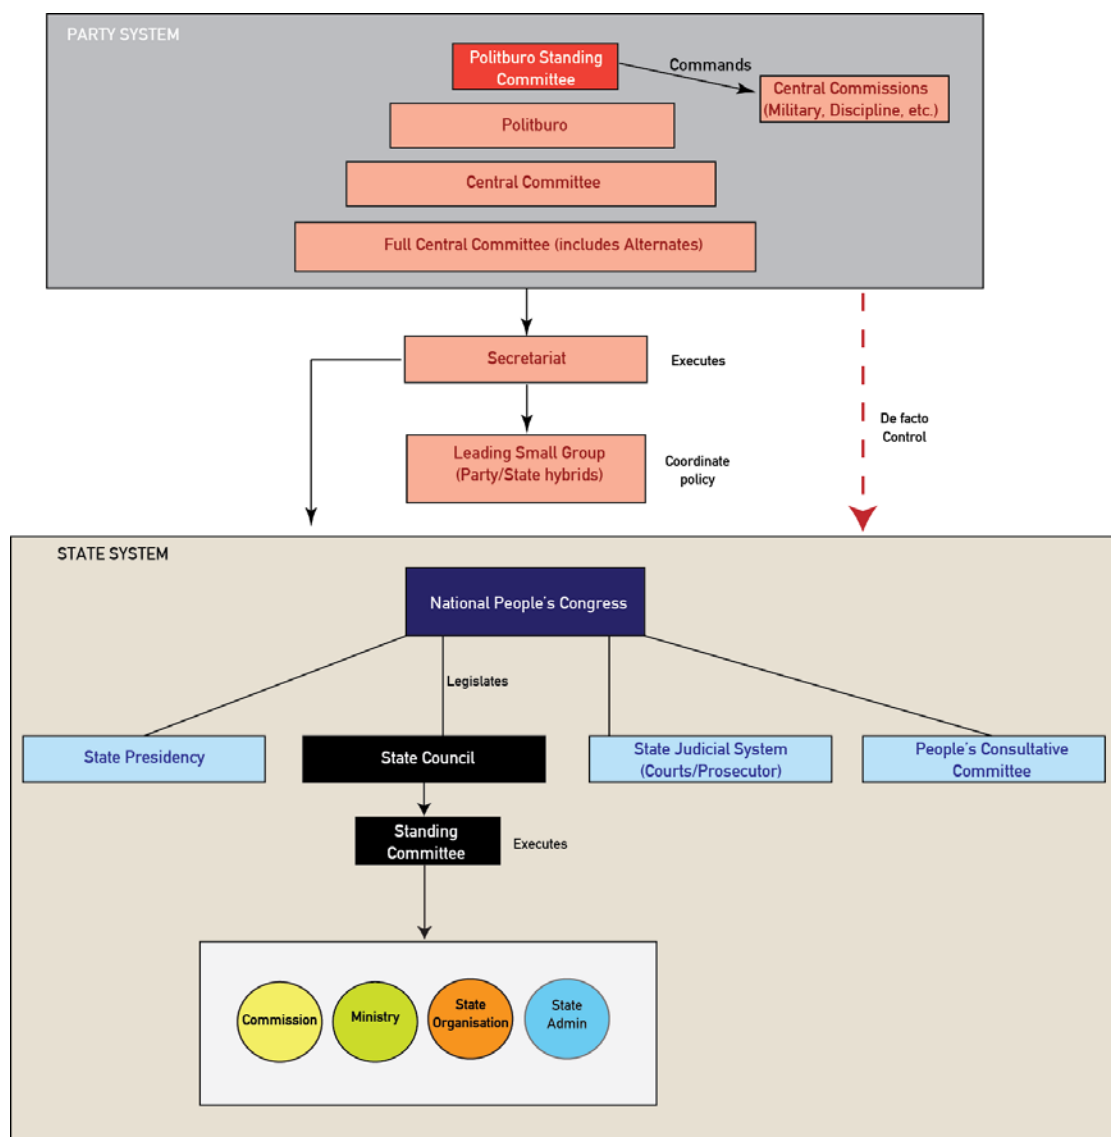 PARTY SYSTEM
Politburo Standing
Committee
Commands
Central Commissions
(Military, Discipline, etc.)
Politburo
Central Committee
Full Central Committee (includes Alternates)
Secretariat
Executes
De facto
Control
Leading Small Group
(Party/State hybrids)
Coordinate
policy
STATE SYSTEM
National People's Congress
Legislates
State Presidency
State Council
State Judicial System
(Courts/Prosecutor)
People's Consultative
Committee
Standing
Committee
Executes
Commission
Ministry
State
Organisation
State
Admin